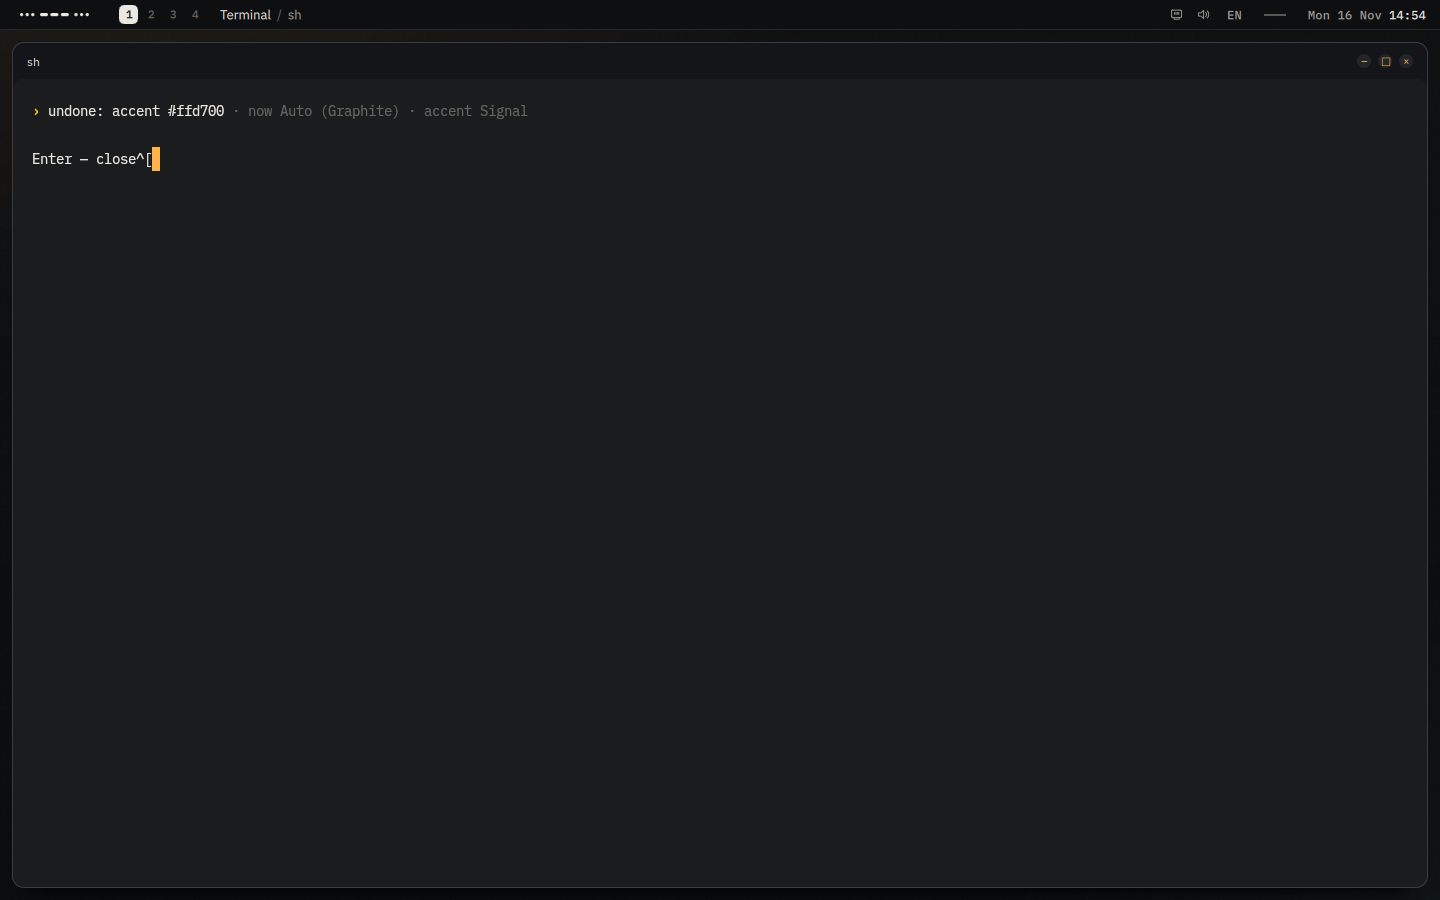 1 2 3 4 Terminal / sh EN Mon 16 Nov 14:54
sh
› undone: accent #ffd700 · now Auto (Graphite) · accent Signal
Enter — close^[